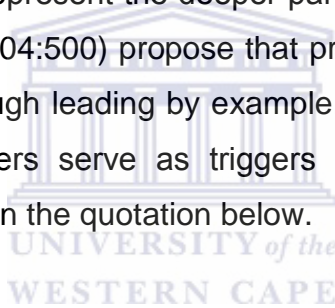 represent the deeper par
04:500) propose that pr
ugh leading by example
ers serve as triggers
n the quotation below.
UNIVERSITY of the
WESTERN CAPE